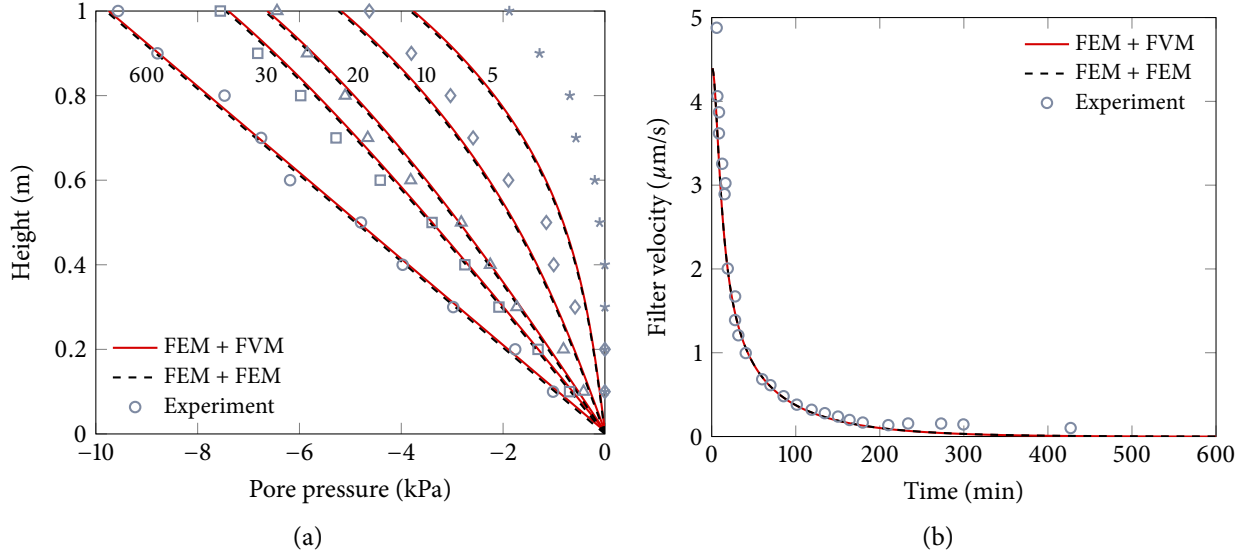 1
0.8
0.6
0.4
0.2
0
Height (m)
600
30
20
10
5
FEM + FVM
FEM + FEM
Experiment
−10
−8
−6
−4
−2
0
Pore pressure (kPa)
(a)
5
4
3
2
1
0
Filter velocity (μm/s)
FEM + FVM
FEM + FEM
Experiment
0
100
200
300
400
500
600
Time (min)
(b)